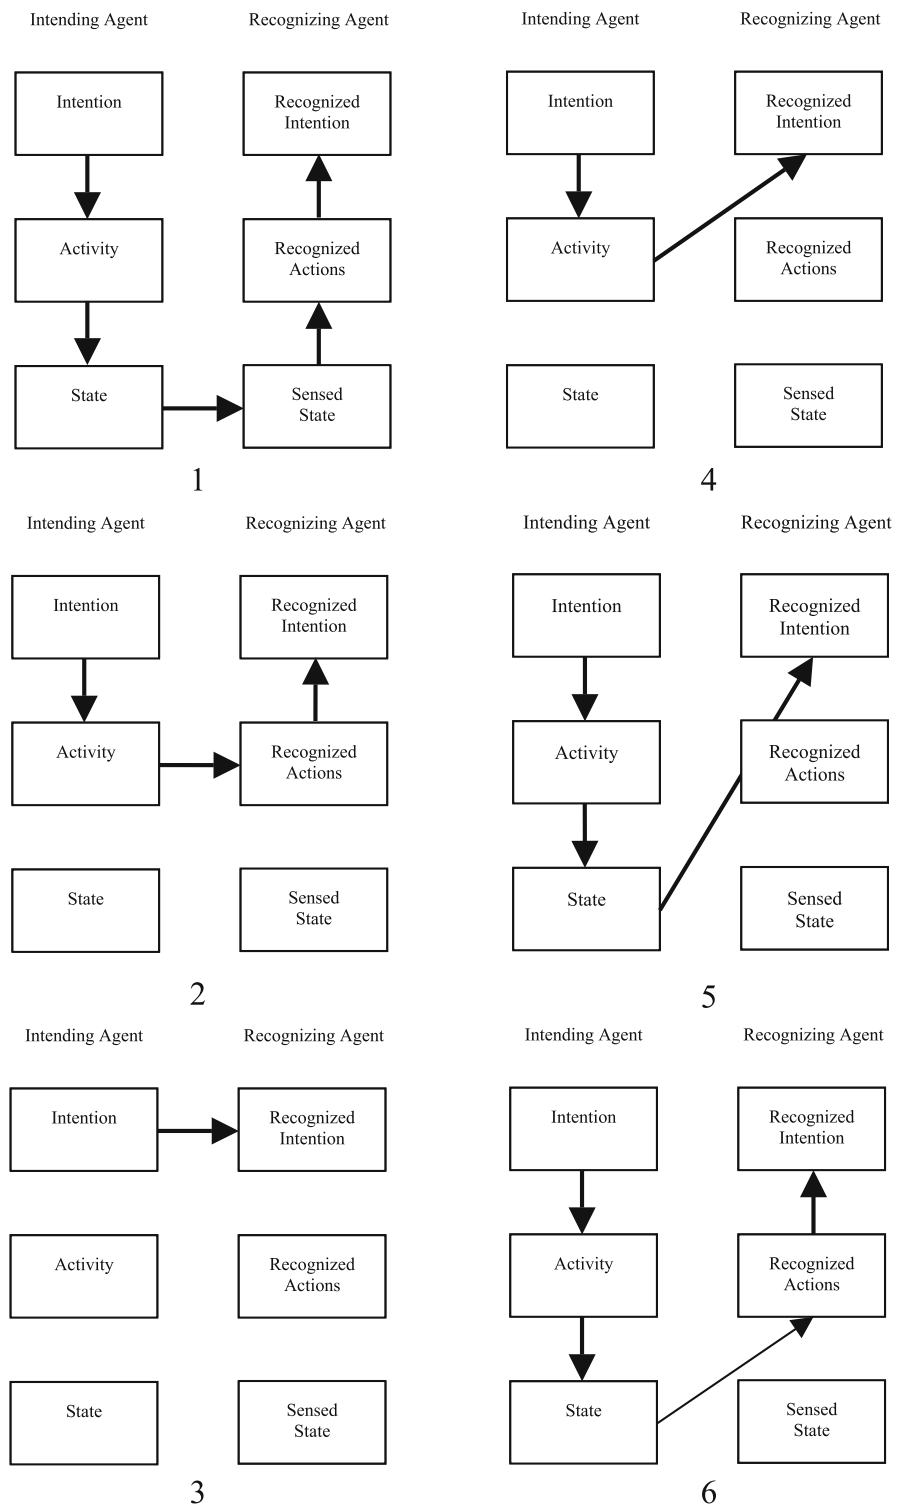 Intending Agent
Recognizing Agent
Intention
Recognized
Intention
Activity
Recognized
Actions
State
Sensed
State
1
Intending Agent
Recognizing Agent
Intention
Recognized
Intention
Activity
Recognized
Actions
State
Sensed
State
2
Intending Agent
Recognizing Agent
Intention
Recognized
Intention
Activity
Recognized
Actions
State
Sensed
State
3
Intending Agent
Recognizing Agent
Intention
Recognized
Intention
Activity
Recognized
Actions
State
Sensed
State
4
Intending Agent
Recognizing Agent
Intention
Recognized
Intention
Activity
Recognized
Actions
State
Sensed
State
5
Intending Agent
Recognizing Agent
Intention
Recognized
Intention
Activity
Recognized
Actions
State
Sensed
State
6